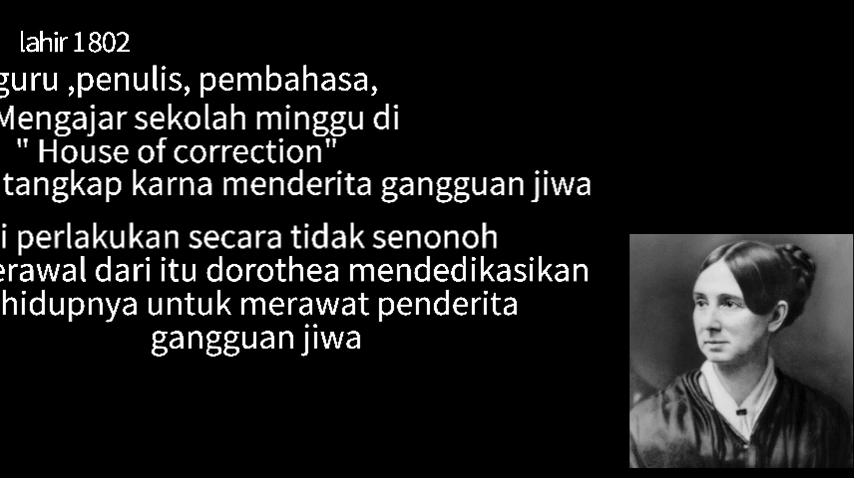 lahir 1802
guru ,penulis, pembahasa,
Mengajar sekolah minggu di
" House of correction"
tangkap karna menderita gangguan jiwa
i perlakukan secara tidak senonoh
erawal dari itu dorothea mendedikasikan
hidupnya untuk merawat penderita
gangguan jiwa